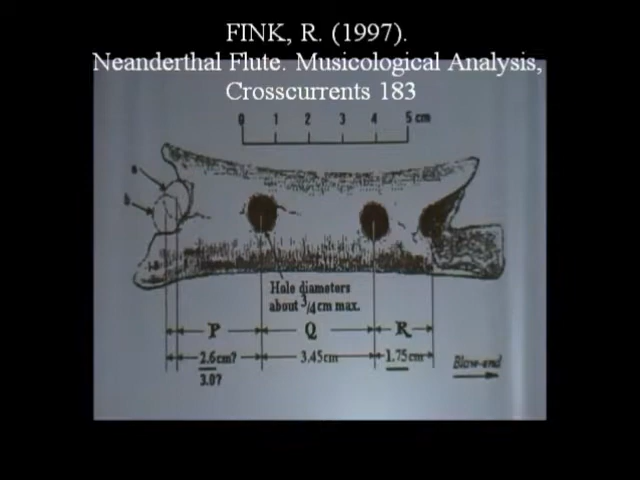 FINK, R. (1997).
Neanderthal Flute. Musicological Analysis,
Crosscurrents 183
0 1 2 3 4 5 cm
a
b
Hole diameters
about 3/4 cm max.
P Q R
2.6cm? 3.45cm 1.75cm
3.0?
Blow-end